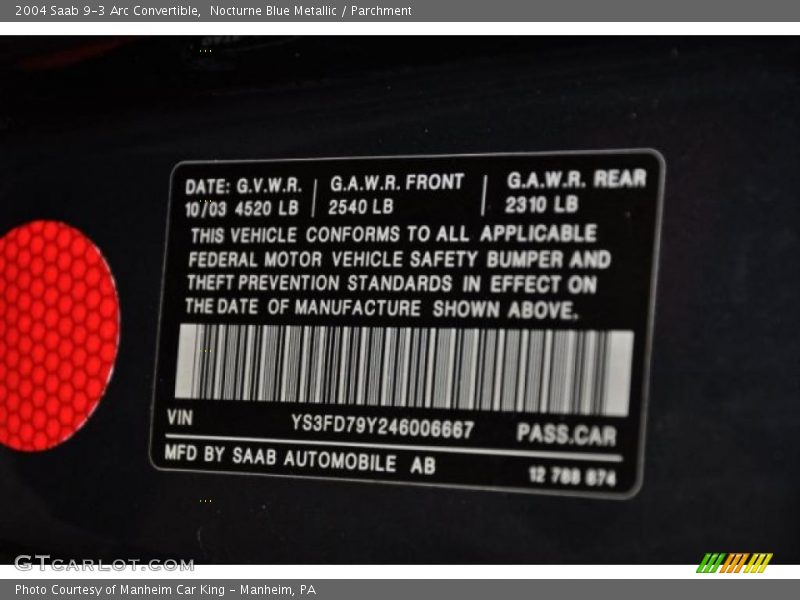 2004 Saab 9-3 Arc Convertible,  Nocturne Blue Metallic / Parchment
DATE: G.V.W.R. G.A.W.R. FRONT G.A.W.R. REAR
10/03 4520 LB 2540 LB 2310 LB
THIS VEHICLE CONFORMS TO ALL APPLICABLE
FEDERAL MOTOR VEHICLE SAFETY BUMPER AND
THEFT PREVENTION STANDARDS IN EFFECT ON
THE DATE OF MANUFACTURE SHOWN ABOVE.
VIN YS3FD79Y246006667 PASS.CAR
MFD BY SAAB AUTOMOBILE AB 12 788 874
GTCARLOT.COM
Photo Courtesy of Manheim Car King - Manheim, PA